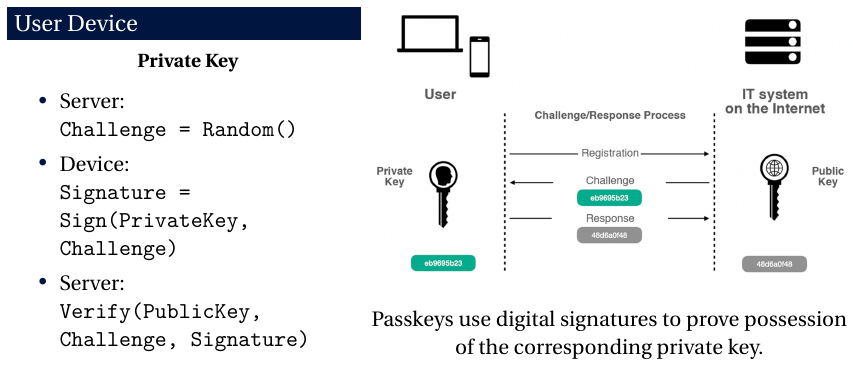 User Device
Private Key
• Server:
Challenge = Random()
• Device:
Signature =
Sign(PrivateKey,
Challenge)
• Server:
Verify(PublicKey,
Challenge, Signature)
User
IT system
on the Internet
Challenge/Response Process
Private
Key
Registration
Challenge
eb9695b23
Response
48d6a0f48
Public
Key
eb9695b23
48d6a0f48
Passkeys use digital signatures to prove possession
of the corresponding private key.